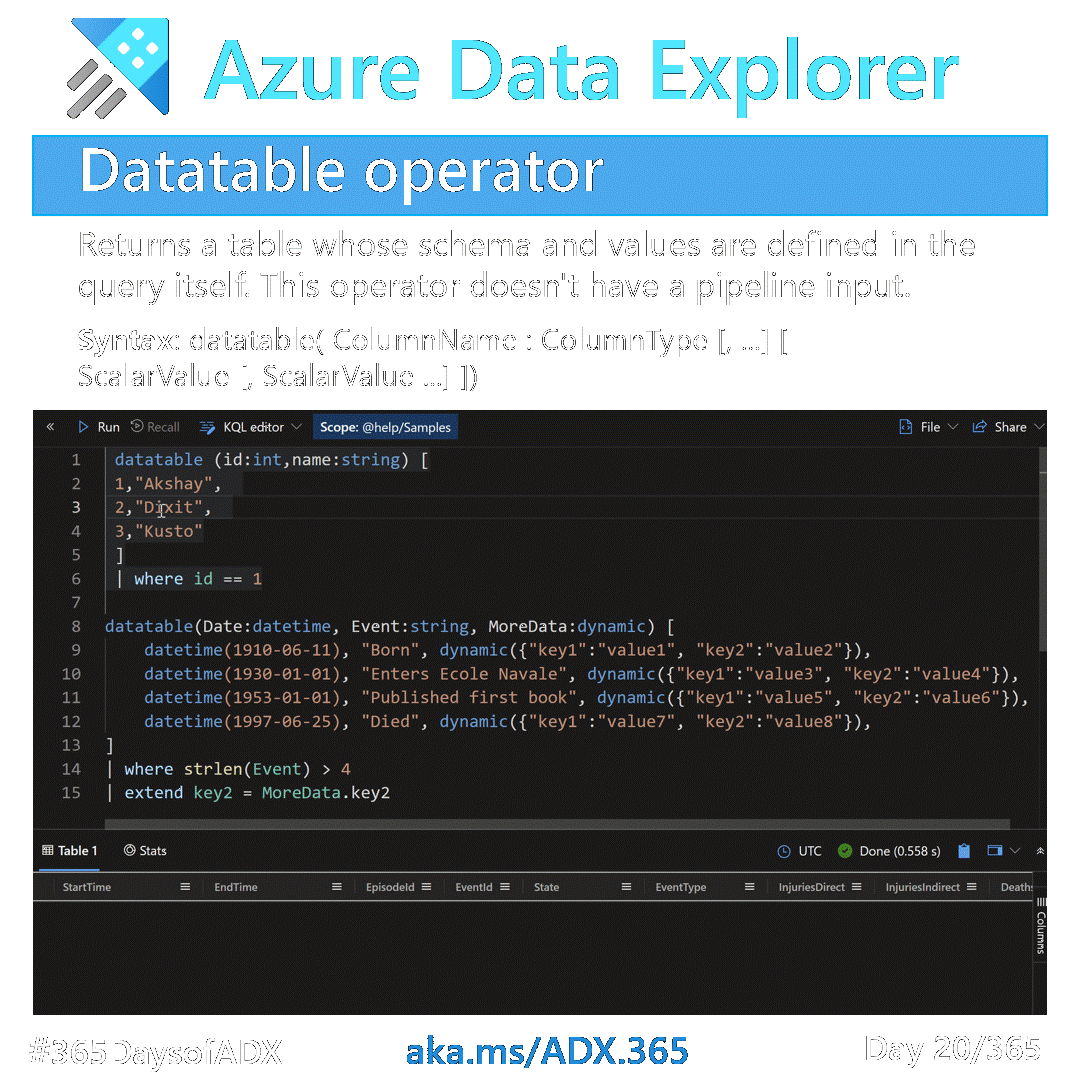 Azure Data Explorer
Datatable operator
Returns a table whose schema and values are defined in the
query itself. This operator doesn't have a pipeline input.
Syntax: datatable( ColumnName : ColumnType [, ...] [
ScalarValue [, ScalarValue ...] ])
« Run Recall KQL editor Scope: @help/Samples File Share
1 datatable (id:int,name:string) [
2 1,"Akshay",
3 2,"Dixit",
4 3,"Kusto"
5 ]
6 | where id == 1
7
8 datatable(Date:datetime, Event:string, MoreData:dynamic) [
9 datetime(1910-06-11), "Born", dynamic({"key1":"value1", "key2":"value2"}),
10 datetime(1930-01-01), "Enters Ecole Navale", dynamic({"key1":"value3", "key2":"value4"}),
11 datetime(1953-01-01), "Published first book", dynamic({"key1":"value5", "key2":"value6"}),
12 datetime(1997-06-25), "Died", dynamic({"key1":"value7", "key2":"value8"}),
13 ]
14 | where strlen(Event) > 4
15 | extend key2 = MoreData.key2
Table 1 Stats UTC Done (0.558 s)
StartTime EndTime EpisodeId EventId State EventType InjuriesDirect InjuriesIndirect Deaths
Columns
#365DaysofADX aka.ms/ADX.365 Day 20/365